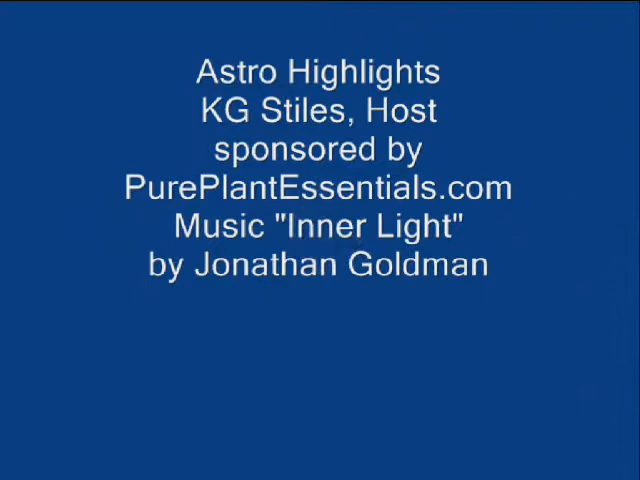 Astro Highlights
KG Stiles, Host
sponsored by
PurePlantEssentials.com
Music "Inner Light"
by Jonathan Goldman